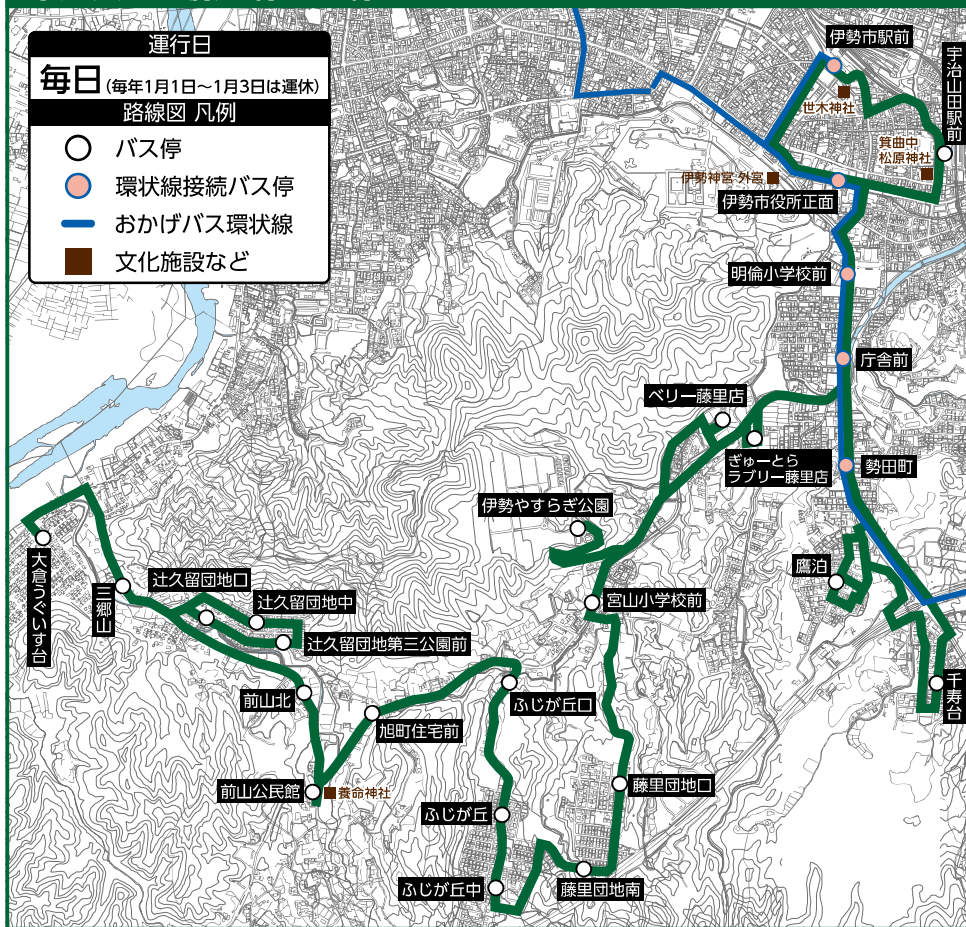 運行日
毎日(毎年1月1日～1月3日は運休)
路線図 凡例
バス停
環状線接続バス停
おかげバス環状線
文化施設など
伊勢市駅前
宇治山田駅前
世木神社
箕曲中
松原神社
伊勢神宮 外宮
伊勢市役所正面
明倫小学校前
庁舎前
ベリー藤里店
ぎゅーとら
ラブリー藤里店
勢田町
伊勢やすらぎ公園
鷹泊
大倉うぐいす台
三郷山
辻久留団地口
辻久留団地中
辻久留団地第三公園前
宮山小学校前
前山北
ふじが丘口
旭町住宅前
千寿台
前山公民館
養命神社
藤里団地口
ふじが丘
ふじが丘中
藤里団地南